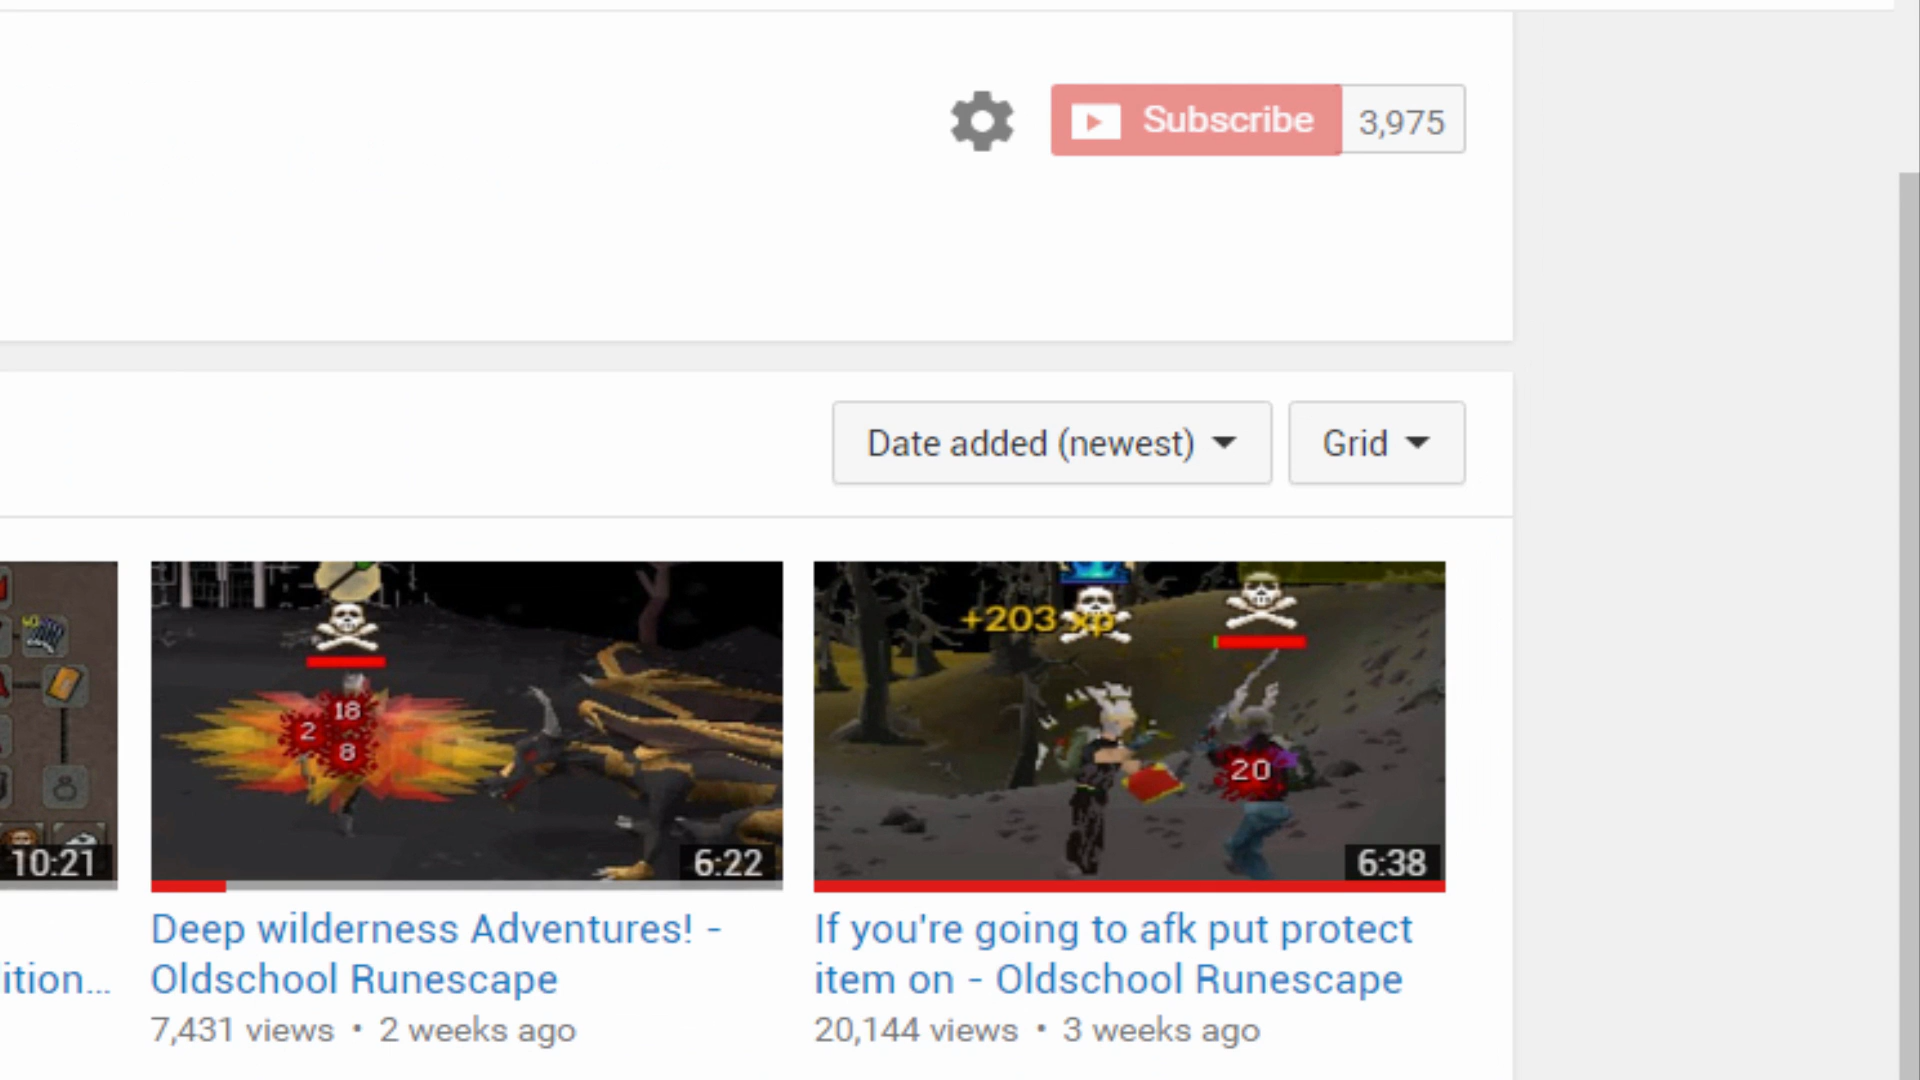 Subscribe 3,975
Date added (newest) Grid
+203 xp
18
2
8
20
10:21
6:22
6:38
Deep wilderness Adventures! -
Oldschool Runescape
7,431 views • 2 weeks ago
If you're going to afk put protect
item on - Oldschool Runescape
20,144 views • 3 weeks ago
ition...